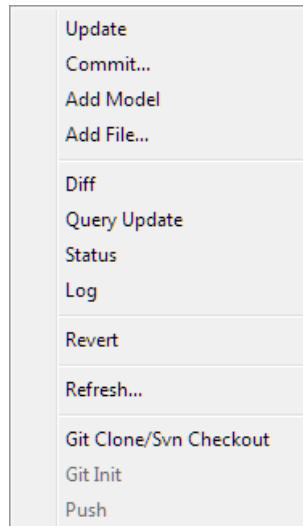 Update
Commit...
Add Model
Add File...
Diff
Query Update
Status
Log
Revert
Refresh...
Git Clone/Svn Checkout
Git Init
Push